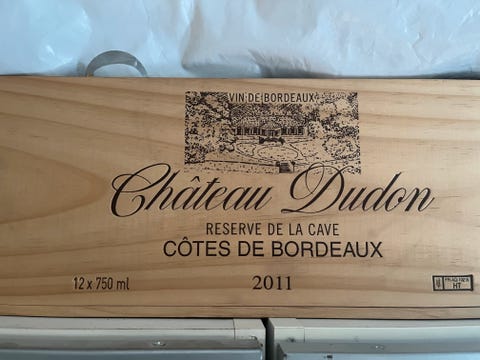 VIN DE BORDEAUX
Château Dudon
RESERVE DE LA CAVE
CÔTES DE BORDEAUX
12 x 750 ml
2011
HT